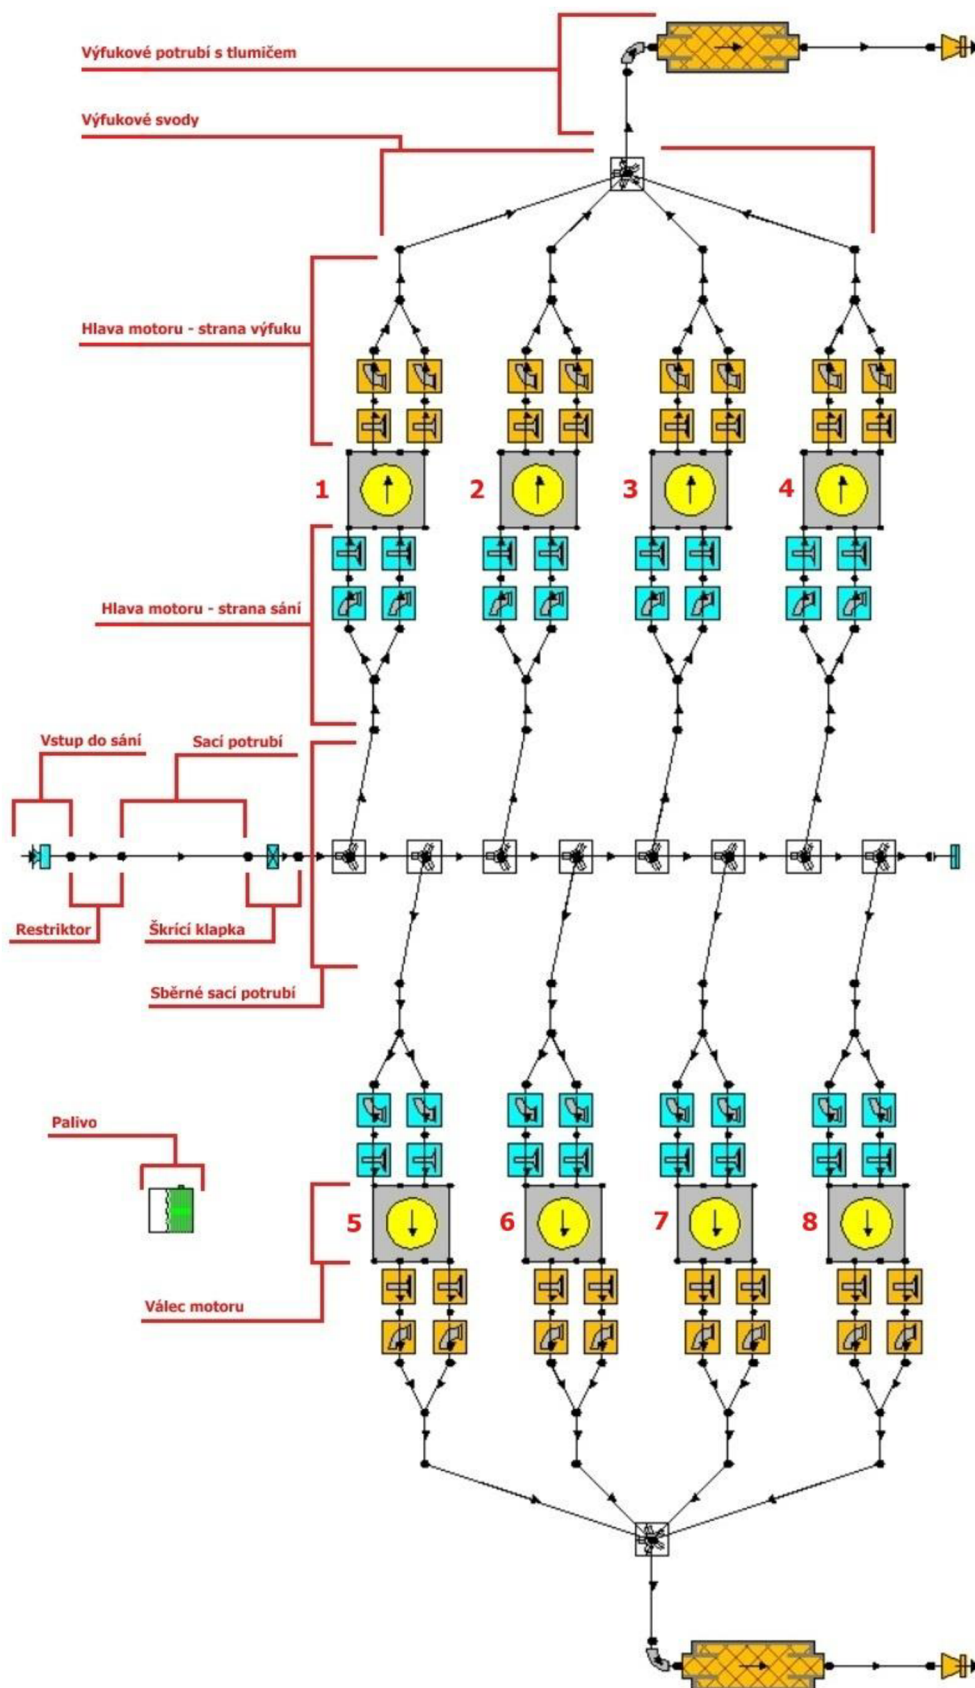 Výfukové potrubí s tlumičem
Výfukové svody
Hlava motoru - strana výfuku
1
2
3
4
Hlava motoru - strana sání
Vstup do sání
Sací potrubí
Restriktor
Škrící klapka
Sběrné sací potrubí
Palivo
5
6
7
8
Válec motoru